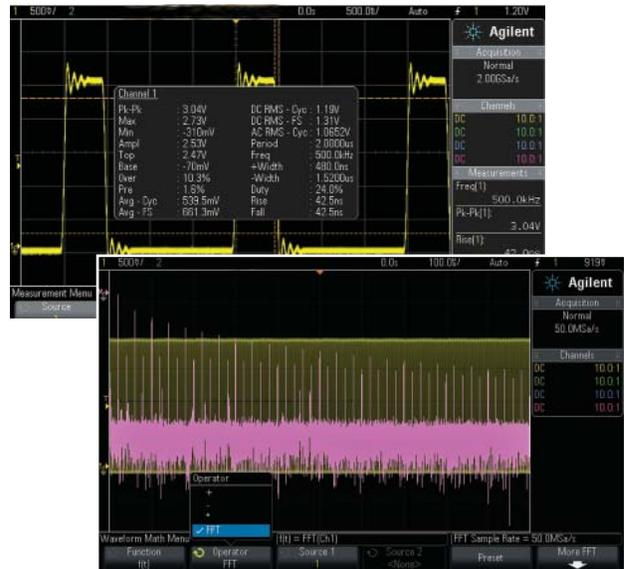 1 500▽/ 2 0.0s 500.0▽/ Auto 1 1.20V
Agilent
Acquisition
Normal
2.00GSa/s
Channels
DC 10.0:1
DC 10.0:1
DC 10.0:1
DC 10.0:1
Measurements
Freq(1)
500.0kHz
Pk-Pk(1):
3.04V
Rise(1):
Channel 1
Pk-Pk : 3.04V DC RMS - Cyc : 1.19V
Max : 2.73V DC RMS - FS : 1.31V
Min : -310mV AC RMS - Cyc : 1.0652V
Ampl : 2.53V Period : 2.0000us
Top : 2.47V Freq : 500.0kHz
Base : -70mV +Width : 480.0ns
Over : 10.3% -Width : 1.5200us
Pre : 1.6% Duty : 24.0%
Avg - Cyc : 539.5mV Rise : 42.5ns
Avg - FS : 661.3mV Fall : 42.5ns
Measurement Menu
Source
1
1 500▽/ 2 0.0s 100.0▽/ Auto 1 919▽
Agilent
Acquisition
Normal
50.0MSa/s
Channels
DC 10.0:1
DC 10.0:1
DC 10.0:1
DC 10.0:1
Operator
+
-
FFT
Waveform Math Menu f(t) = FFT(Ch1) FFT Sample Rate = 50.0MSa/s
Function Operator Source 1 Source 2 Preset More FFT
f(t) FFT 1 <None>